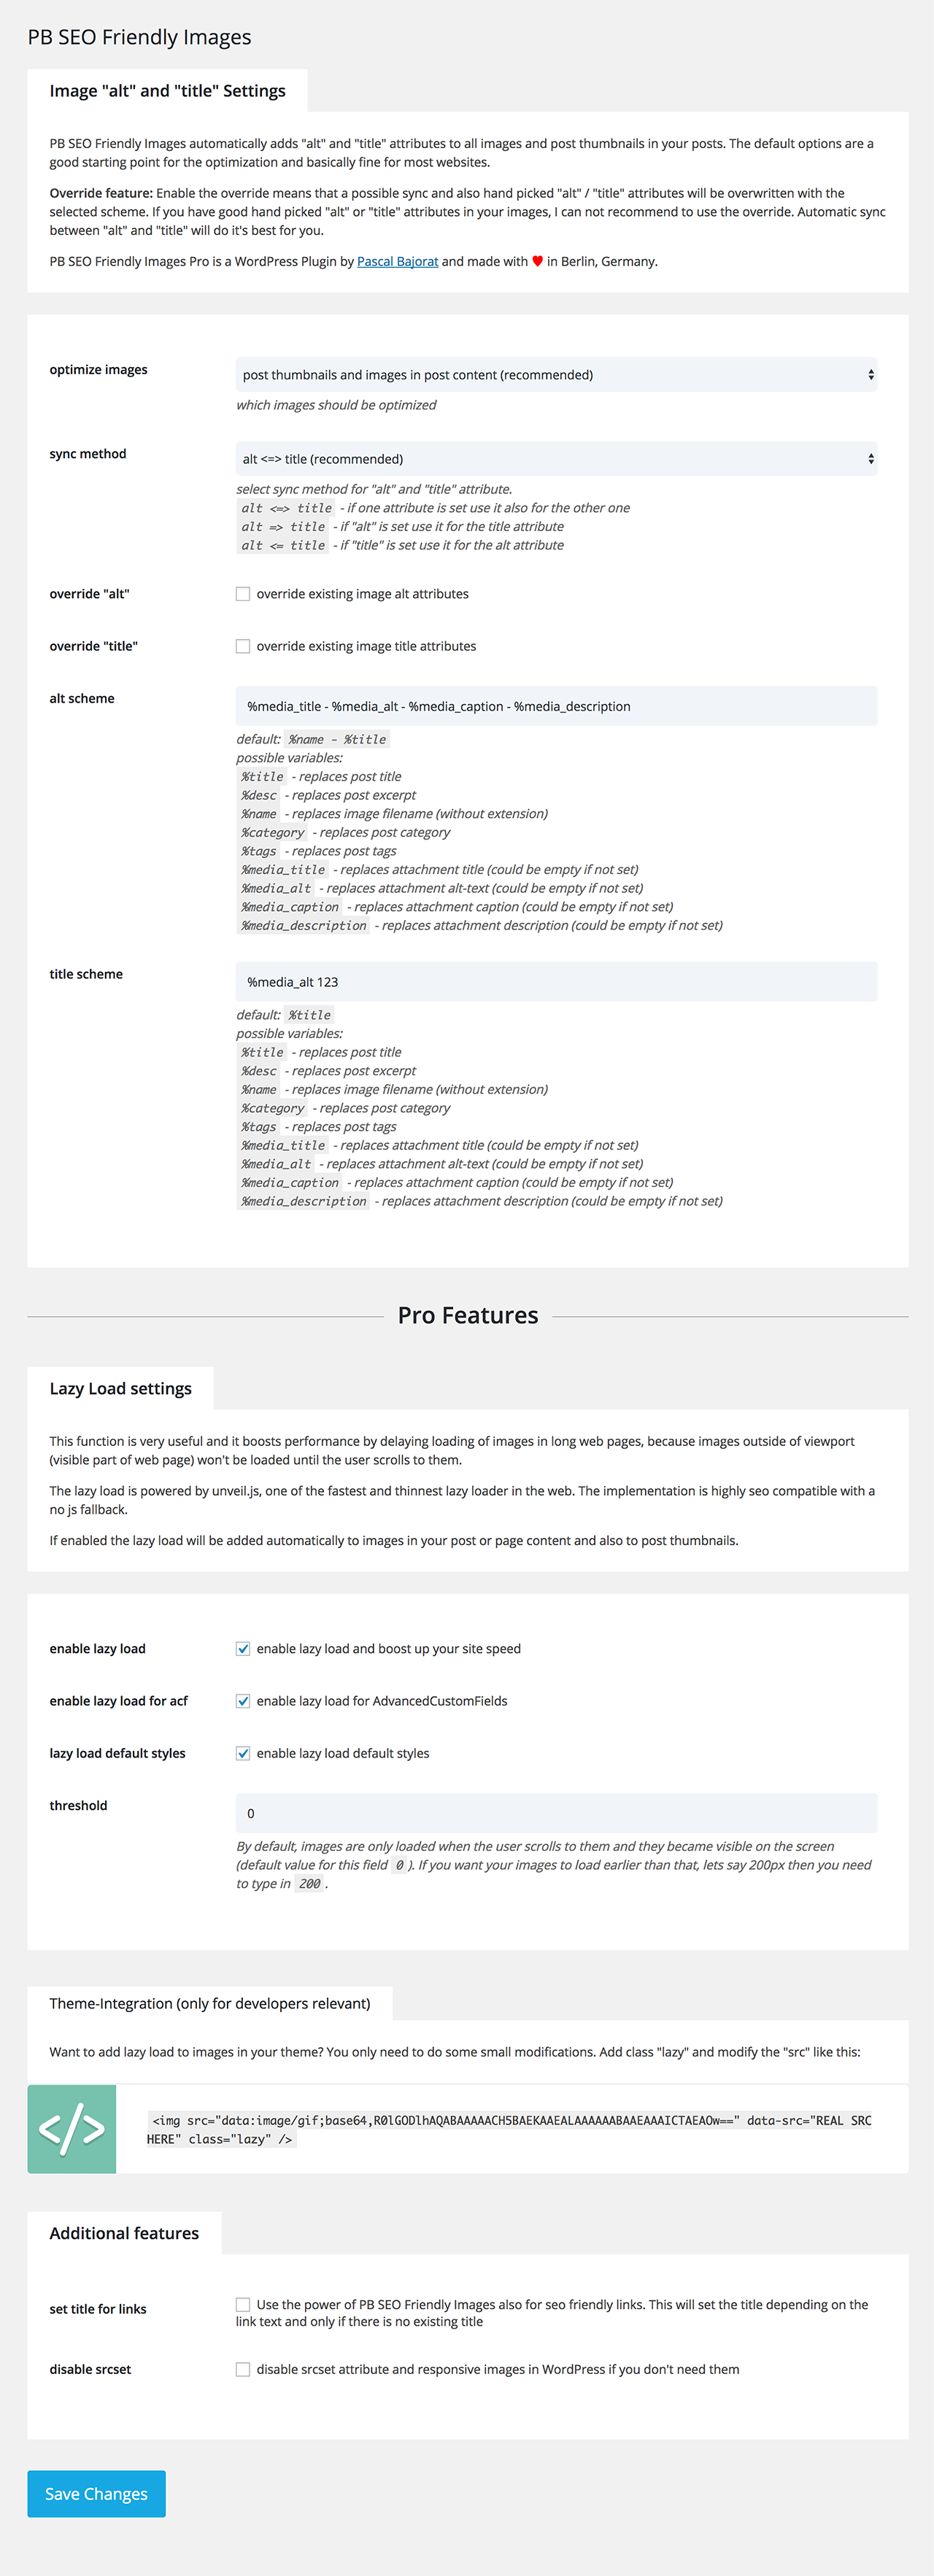 PB SEO Friendly Images
Image "alt" and "title" Settings
PB SEO Friendly Images automatically adds "alt" and "title" attributes to all images and post thumbnails in your posts. The default options are a
good starting point for the optimization and basically fine for most websites.
Override feature: Enable the override means that a possible sync and also hand picked "alt" / "title" attributes will be overwritten with the
selected scheme. If you have good hand picked "alt" or "title" attributes in your images, I can not recommend to use the override. Automatic sync
between "alt" and "title" will do it's best for you.
PB SEO Friendly Images Pro is a WordPress Plugin by Pascal Bajorat and made with ♥ in Berlin, Germany.
optimize images
post thumbnails and images in post content (recommended)
which images should be optimized
sync method
alt <=> title (recommended)
select sync method for "alt" and "title" attribute.
alt <=> title - if one attribute is set use it also for the other one
alt => title - if "alt" is set use it for the title attribute
alt <= title - if "title" is set use it for the alt attribute
override "alt"
override existing image alt attributes
override "title"
override existing image title attributes
alt scheme
%media_title - %media_alt - %media_caption - %media_description
default: %name - %title
possible variables:
%title - replaces post title
%desc - replaces post excerpt
%name - replaces image filename (without extension)
%category - replaces post category
%tags - replaces post tags
%media_title - replaces attachment title (could be empty if not set)
%media_alt - replaces attachment alt-text (could be empty if not set)
%media_caption - replaces attachment caption (could be empty if not set)
%media_description - replaces attachment description (could be empty if not set)
title scheme
%media_alt 123
default: %title
possible variables:
%title - replaces post title
%desc - replaces post excerpt
%name - replaces image filename (without extension)
%category - replaces post category
%tags - replaces post tags
%media_title - replaces attachment title (could be empty if not set)
%media_alt - replaces attachment alt-text (could be empty if not set)
%media_caption - replaces attachment caption (could be empty if not set)
%media_description - replaces attachment description (could be empty if not set)
Pro Features
Lazy Load settings
This function is very useful and it boosts performance by delaying loading of images in long web pages, because images outside of viewport
(visible part of web page) won't be loaded until the user scrolls to them.
The lazy load is powered by unveil.js, one of the fastest and thinnest lazy loader in the web. The implementation is highly seo compatible with a
no js fallback.
If enabled the lazy load will be added automatically to images in your post or page content and also to post thumbnails.
enable lazy load
enable lazy load and boost up your site speed
enable lazy load for acf
enable lazy load for AdvancedCustomFields
lazy load default styles
enable lazy load default styles
threshold
0
By default, images are only loaded when the user scrolls to them and they became visible on the screen
(default value for this field 0 ). If you want your images to load earlier than that, lets say 200px then you need
to type in 200 .
Theme-Integration (only for developers relevant)
Want to add lazy load to images in your theme? You only need to do some small modifications. Add class "lazy" and modify the "src" like this:
</>
<img src="data:image/gif;base64,R0lGODlhAQABAAAAACH5BAEKAAEALAAAAAABAAEAAAICTAEAOw==" data-src="REAL SRC
HERE" class="lazy" />
Additional features
set title for links
Use the power of PB SEO Friendly Images also for seo friendly links. This will set the title depending on the
link text and only if there is no existing title
disable srcset
disable srcset attribute and responsive images in WordPress if you don't need them
Save Changes